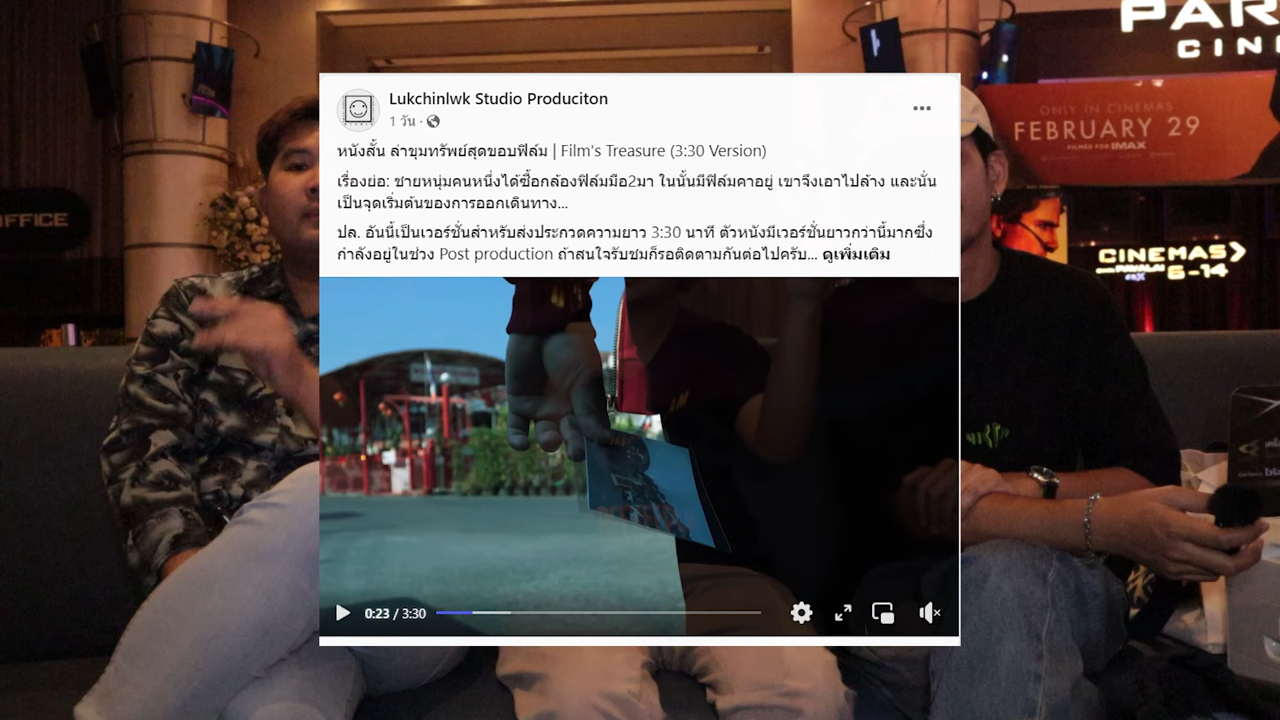 PAR
CINE
ONLY IN CINEMAS
FEBRUARY 29
FILMED FOR IMAX
OFFICE
CINEMAS
6-14
Lukchinlwk Studio Produciton
1 วัน ·
หนังสั้น ล่าขุมทรัพย์สุดขอบฟิล์ม | Film's Treasure (3:30 Version)
เรื่องย่อ: ชายหนุ่มคนหนึ่งได้ซื้อกล้องฟิล์มมือ2มา ในนั้นมีฟิล์มคาอยู่ เขาจึงเอาไปล้าง และนั่น
เป็นจุดเริ่มต้นของการออกเดินทาง...
ปล. อันนี้เป็นเวอร์ชั่นสำหรับส่งประกวดความยาว 3:30 นาที ตัวหนังมีเวอร์ชั่นยาวกว่านี้มากซึ่ง
กำลังอยู่ในช่วง Post production ถ้าสนใจรับชมก็รอติดตามกันต่อไปครับ... ดูเพิ่มเติม
0:23 / 3:30